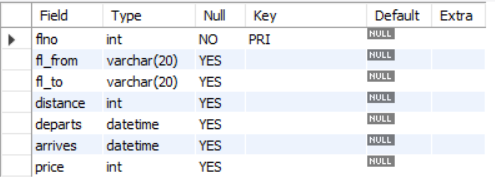 Field Type Null Key Default Extra
flno int NO PRI NULL
fl_from varchar(20) YES NULL
fl_to varchar(20) YES NULL
distance int YES NULL
departs datetime YES NULL
arrives datetime YES NULL
price int YES NULL